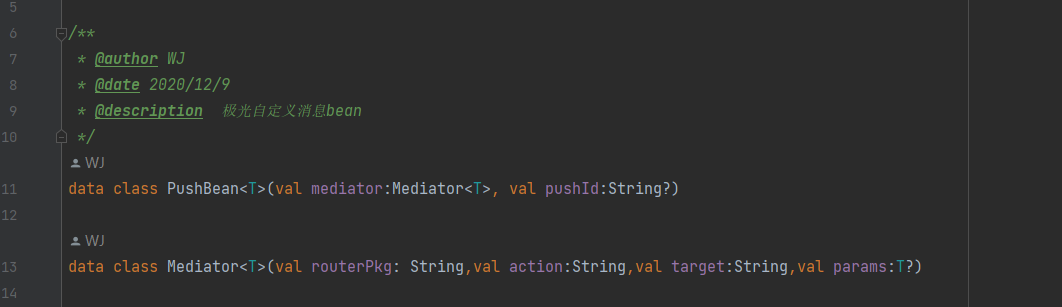 5
6 /**
7 * @author WJ
8 * @date 2020/12/9
9 * @description  极光自定义消息bean
10 */
WJ
11 data class PushBean<T>(val mediator:Mediator<T>, val pushId:String?)
12
WJ
13 data class Mediator<T>(val routerPkg: String,val action:String,val target:String,val params:T?)
14